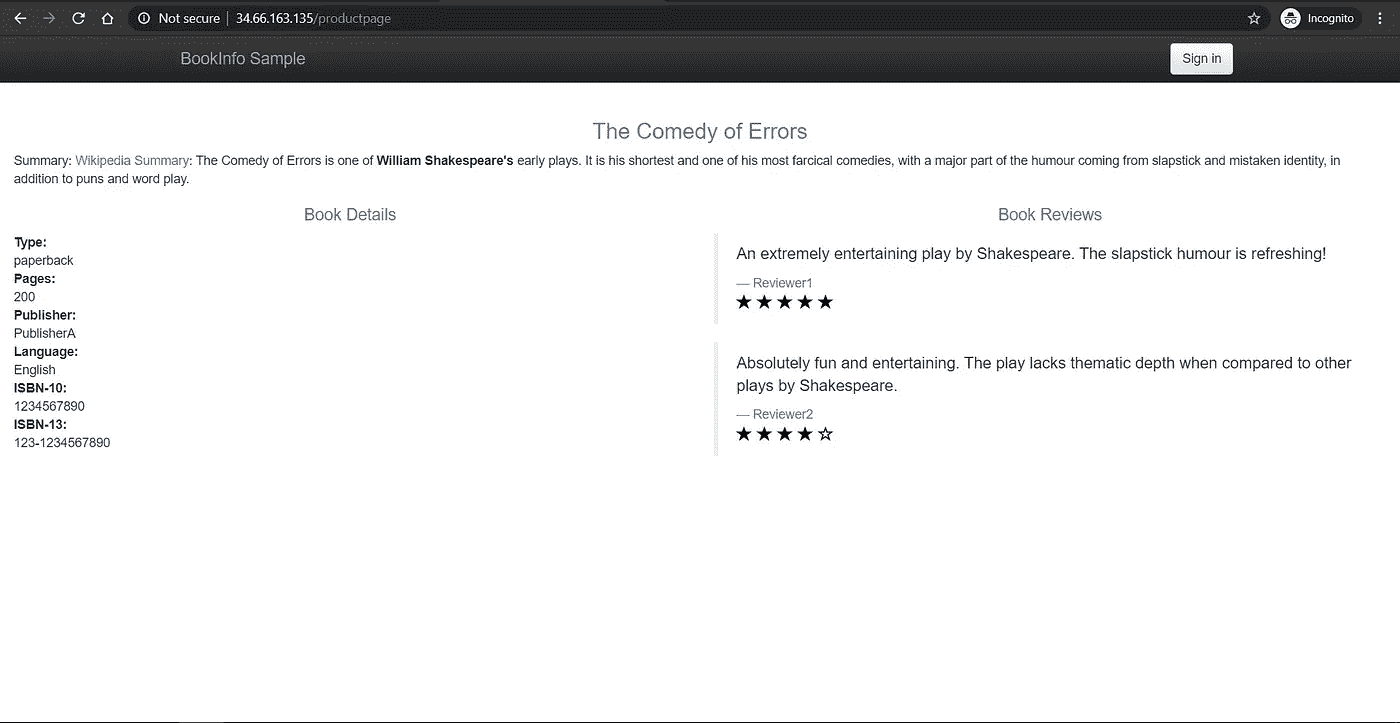 Not secure | 34.66.163.135/productpage
Incognito
BookInfo Sample
Sign in
The Comedy of Errors
Summary: Wikipedia Summary: The Comedy of Errors is one of William Shakespeare's early plays. It is his shortest and one of his most farcical comedies, with a major part of the humour coming from slapstick and mistaken identity, in
addition to puns and word play.
Book Details
Type:
paperback
Pages:
200
Publisher:
PublisherA
Language:
English
ISBN-10:
1234567890
ISBN-13:
123-1234567890
Book Reviews
An extremely entertaining play by Shakespeare. The slapstick humour is refreshing!
— Reviewer1
★★★★★
Absolutely fun and entertaining. The play lacks thematic depth when compared to other
plays by Shakespeare.
— Reviewer2
★★★★☆